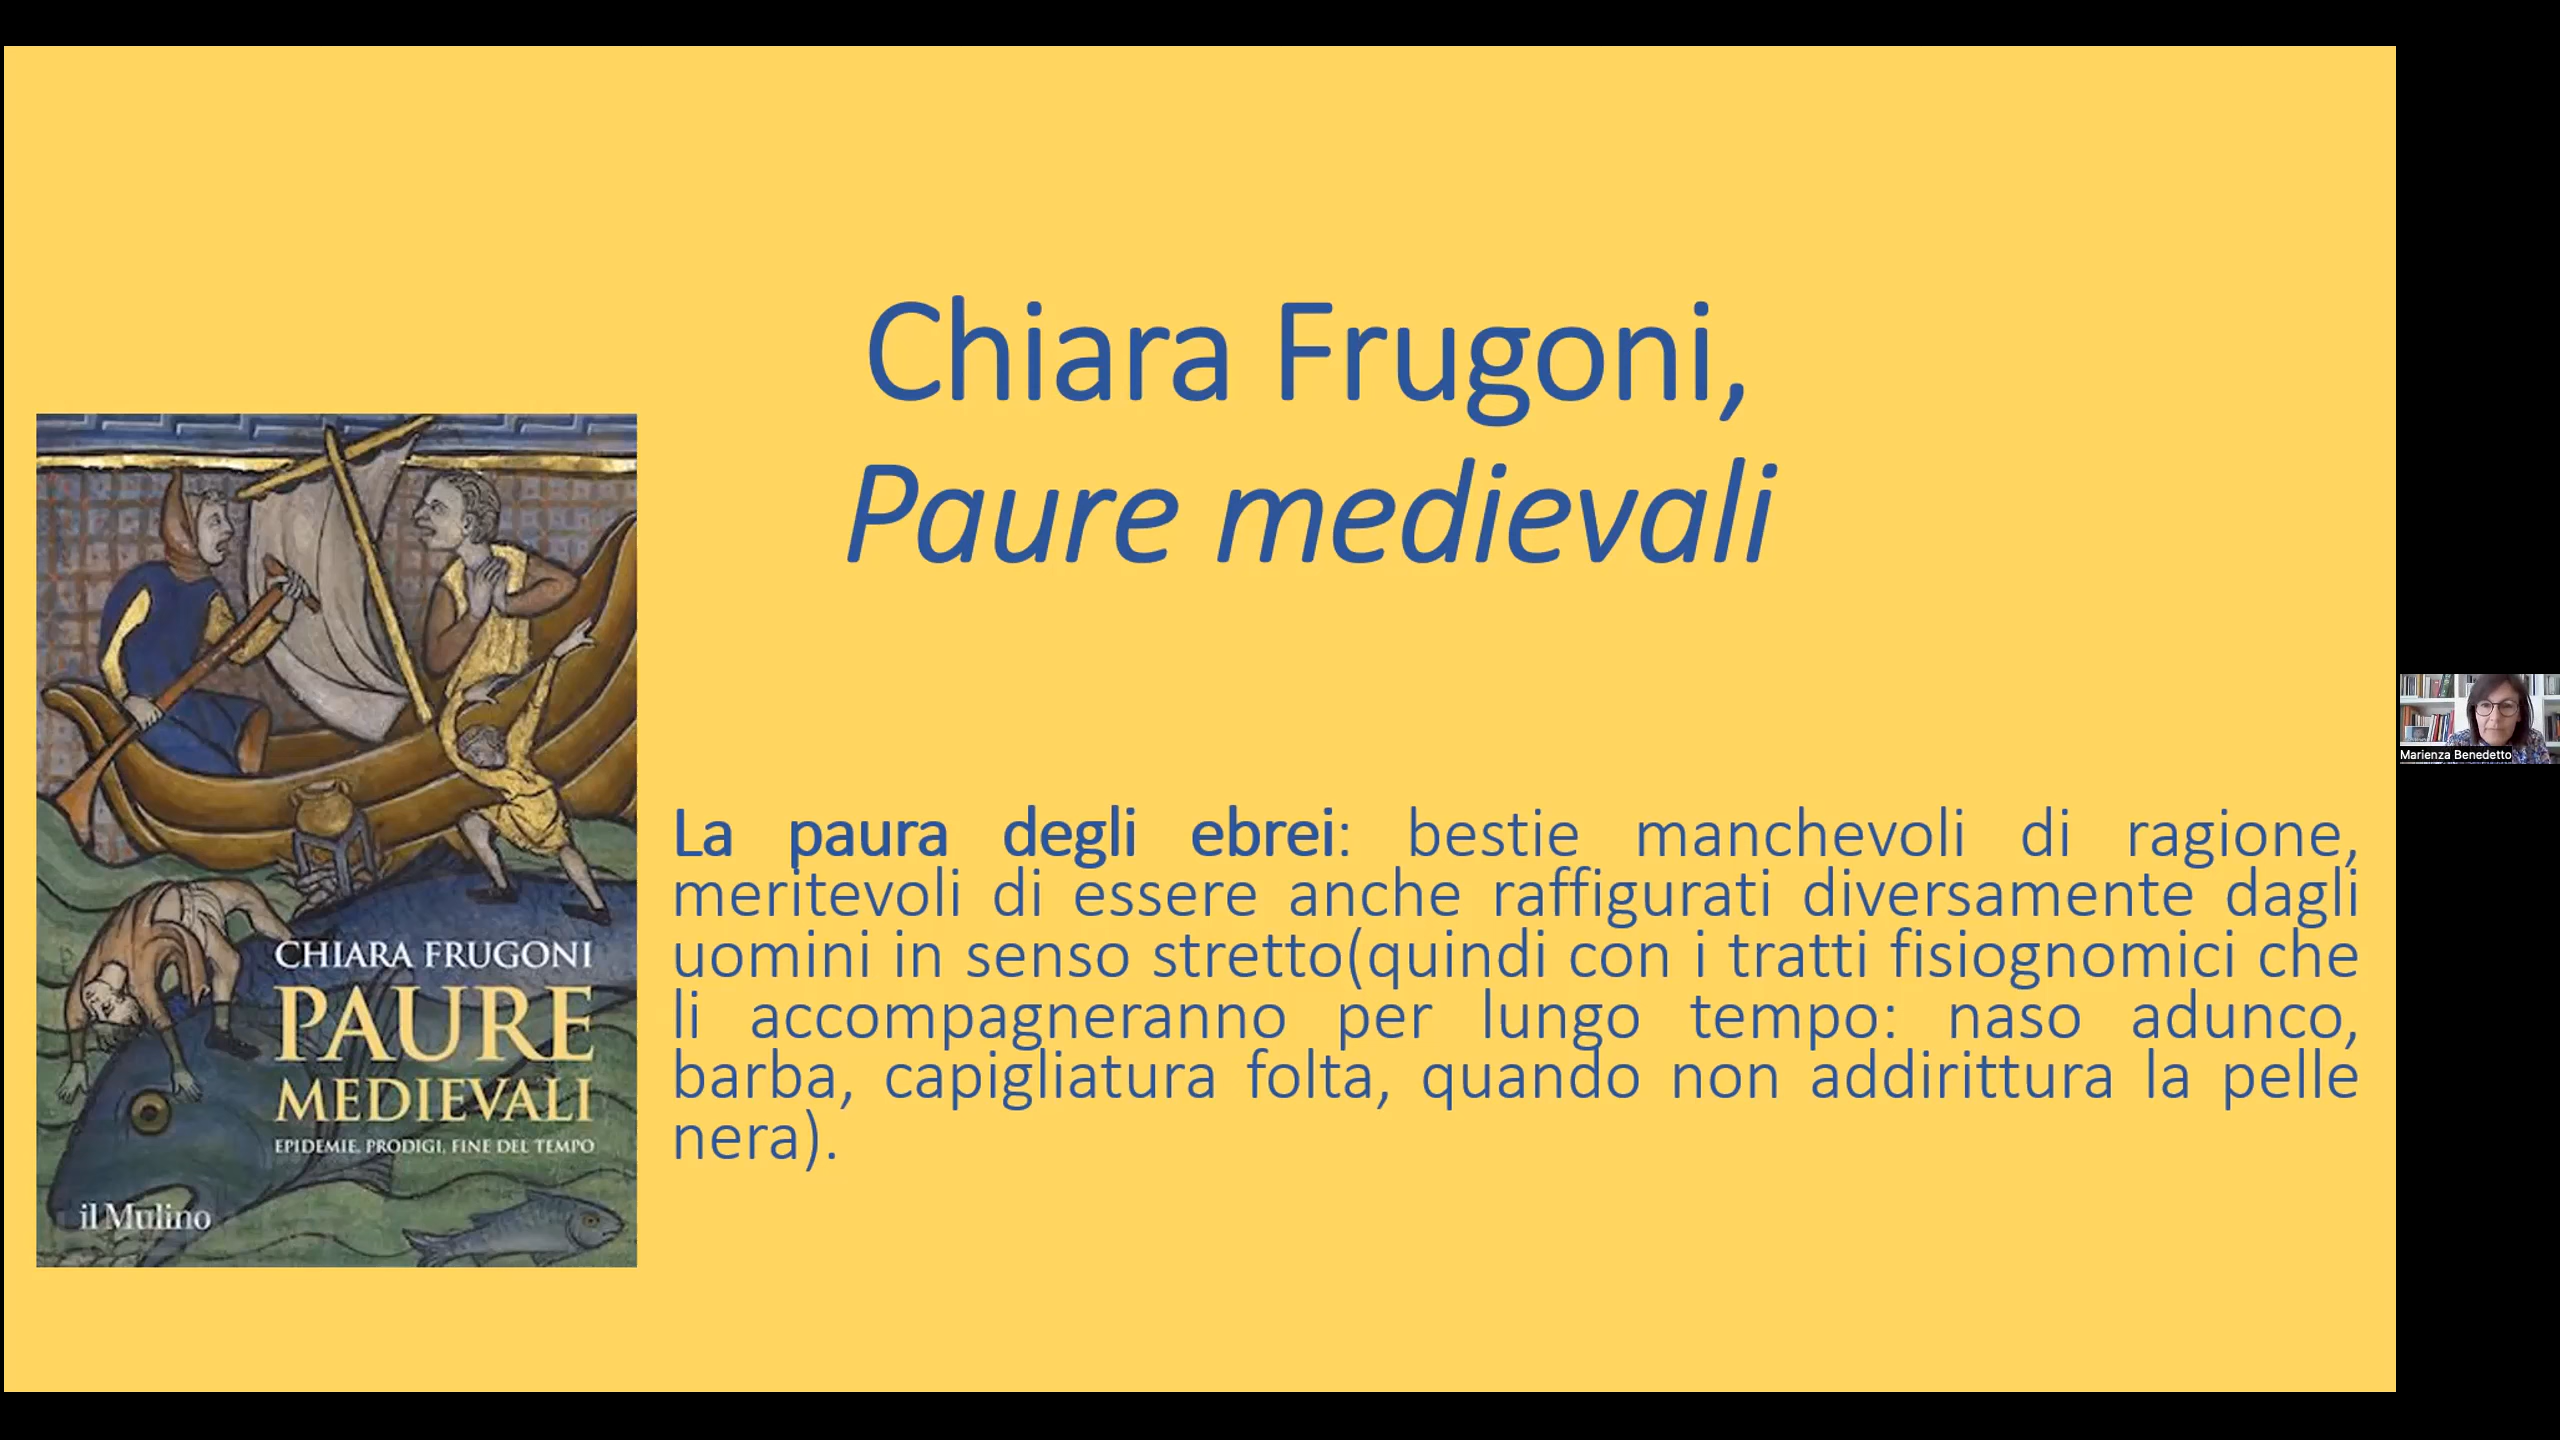 Chiara Frugoni,
Paure medievali
CHIARA FRUGONI
PAURE
MEDIEVALI
EPIDEMIE, PRODIGI, FINE DEL TEMPO
il Mulino
La paura degli ebrei: bestie manchevoli di ragione,
meritevoli di essere anche raffigurati diversamente dagli
uomini in senso stretto(quindi con i tratti fisiognomici che
li accompagneranno per lungo tempo: naso adunco,
barba, capigliatura folta, quando non addirittura la pelle
nera).
Marienza Benedetto